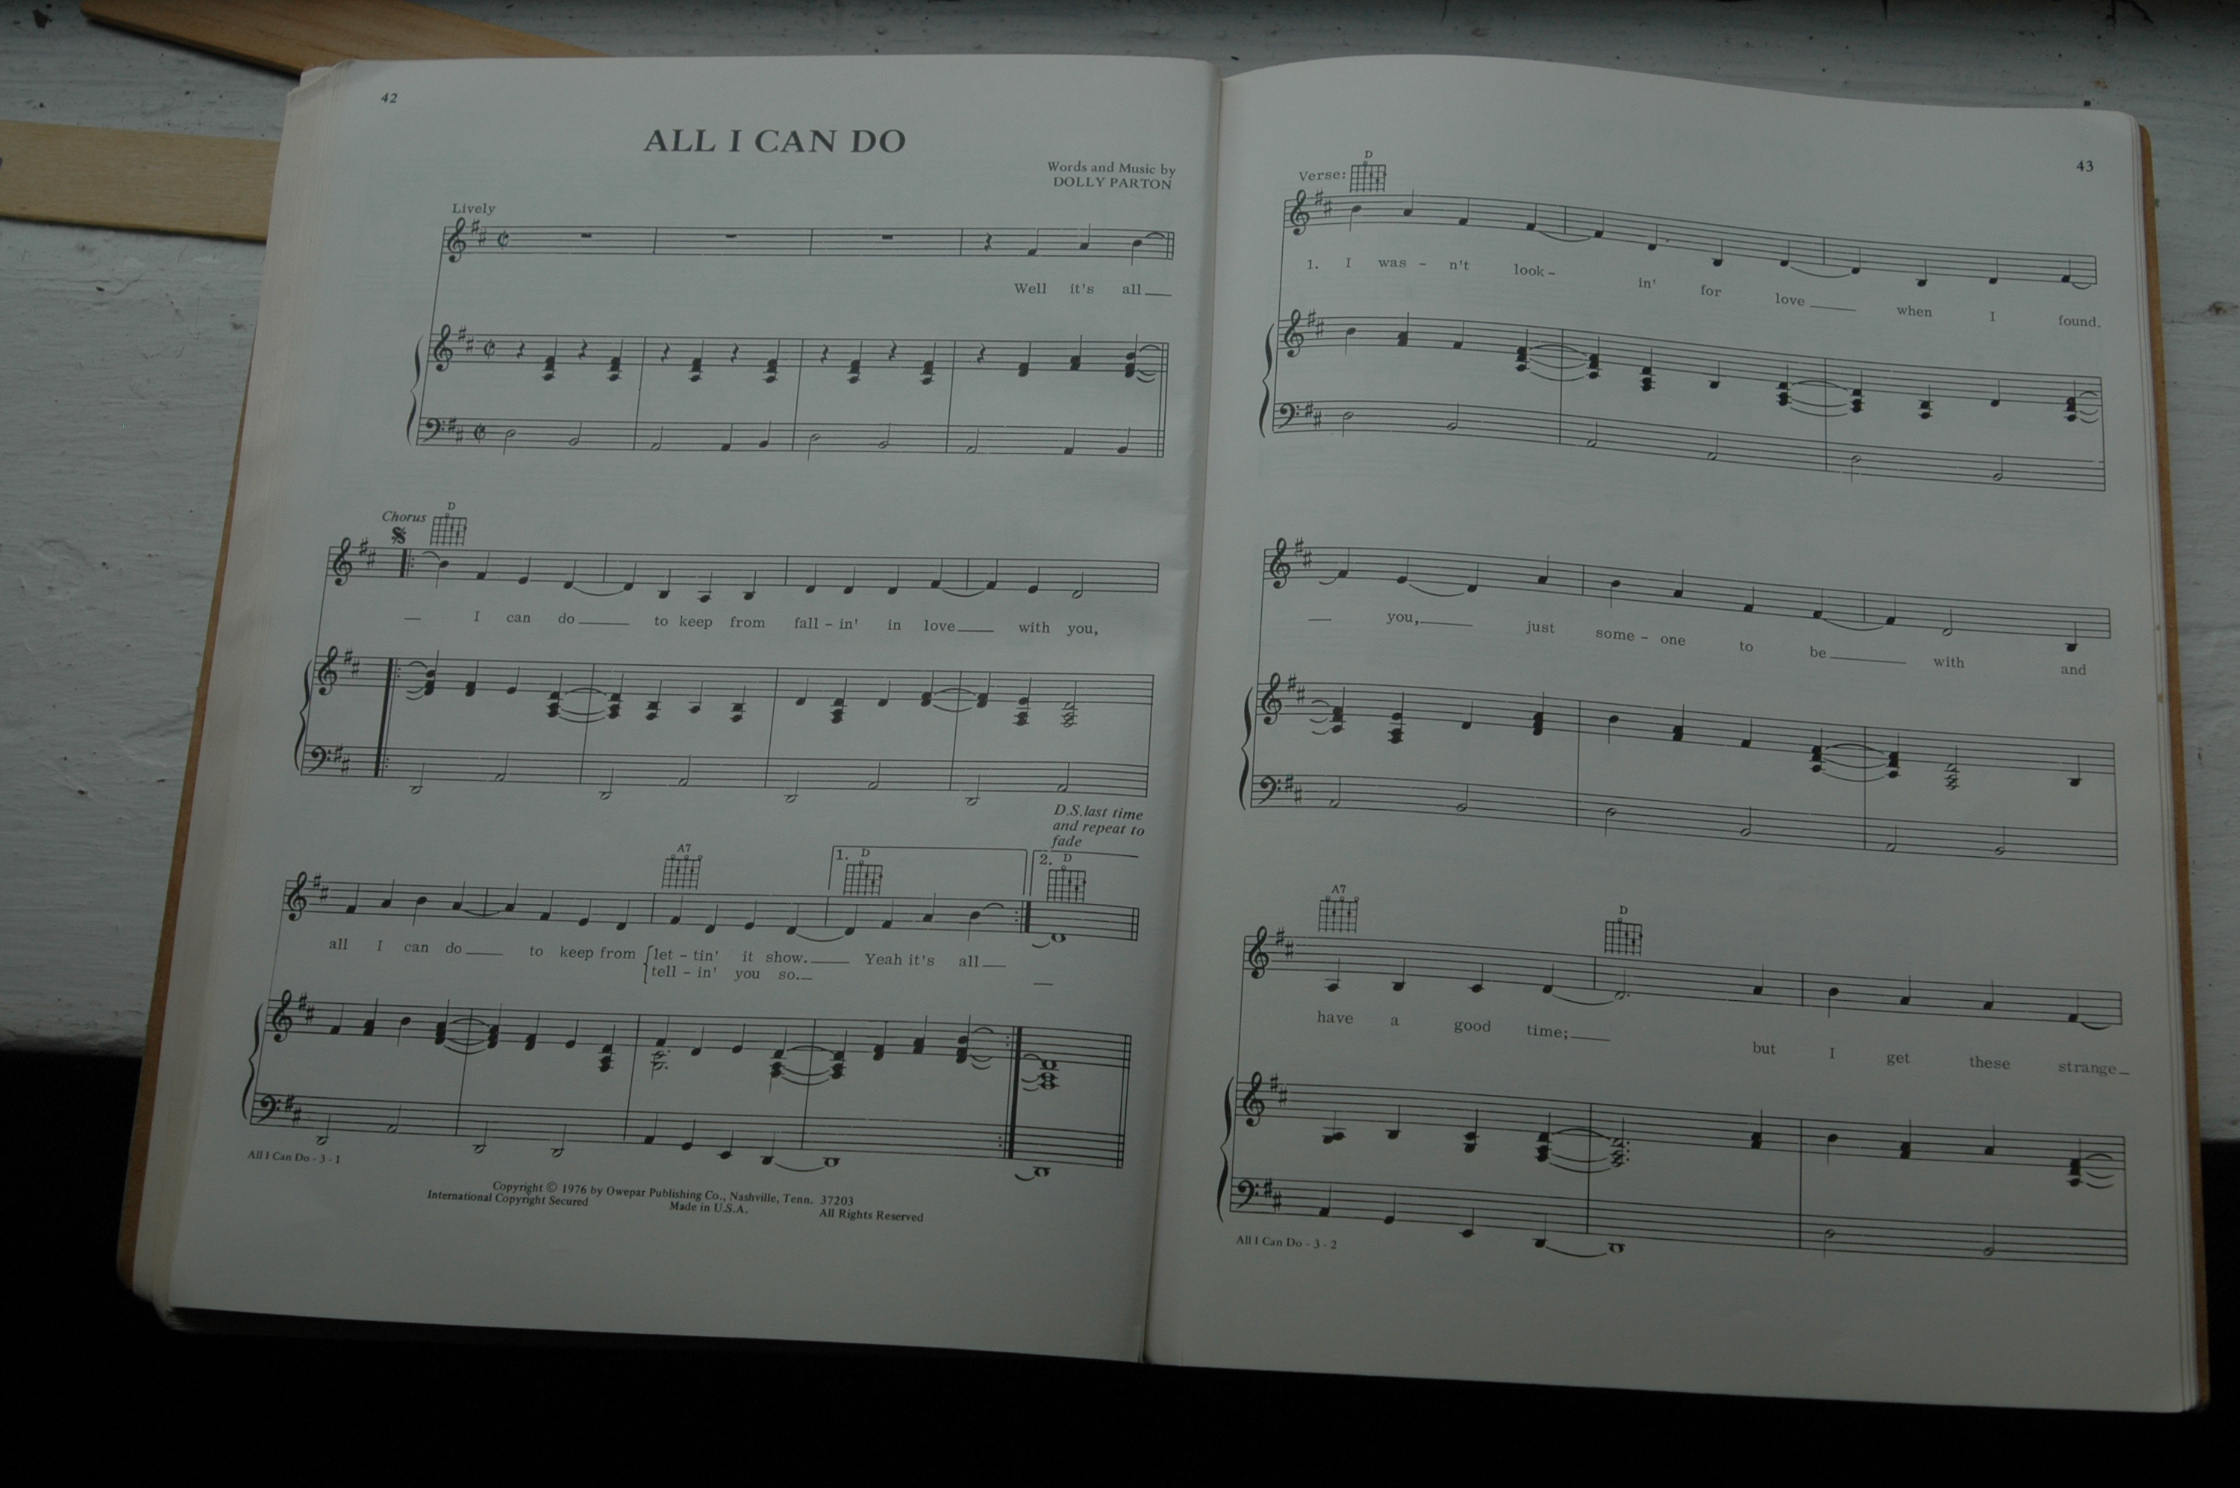 42
ALL I CAN DO
Words and Music by
DOLLY PARTON
Lively
Well it's all
Chorus D
I can do to keep from fall - in' in love with you,
D.S. last time
and repeat to
fade
A7 1. D 2. D
all I can do to keep from let - tin' it show. Yeah it's all
tell - in' you so.
All I Can Do - 3 - 1
Copyright © 1976 by Owepar Publishing Co., Nashville, Tenn. 37203
International Copyright Secured Made in U.S.A. All Rights Reserved
43
Verse: D
1. I was - n't look - in' for love when I found
you, just some - one to be with and
A7 D
have a good time; but I get these strange
All I Can Do - 3 - 2